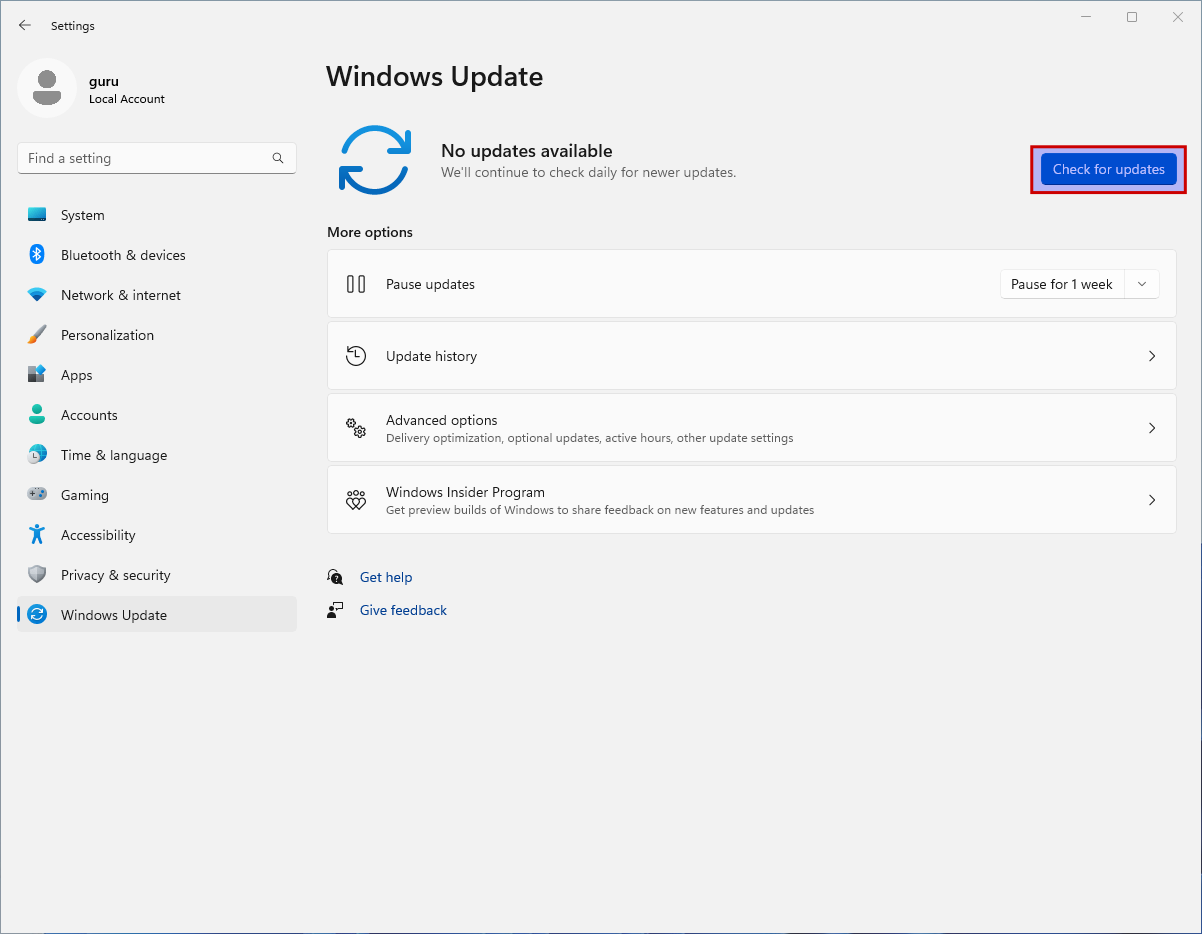 Settings
guru
Local Account
Find a setting
System
Bluetooth & devices
Network & internet
Personalization
Apps
Accounts
Time & language
Gaming
Accessibility
Privacy & security
Windows Update
Windows Update
No updates available
We'll continue to check daily for newer updates.
Check for updates
More options
Pause updates
Pause for 1 week
Update history
Advanced options
Delivery optimization, optional updates, active hours, other update settings
Windows Insider Program
Get preview builds of Windows to share feedback on new features and updates
Get help
Give feedback